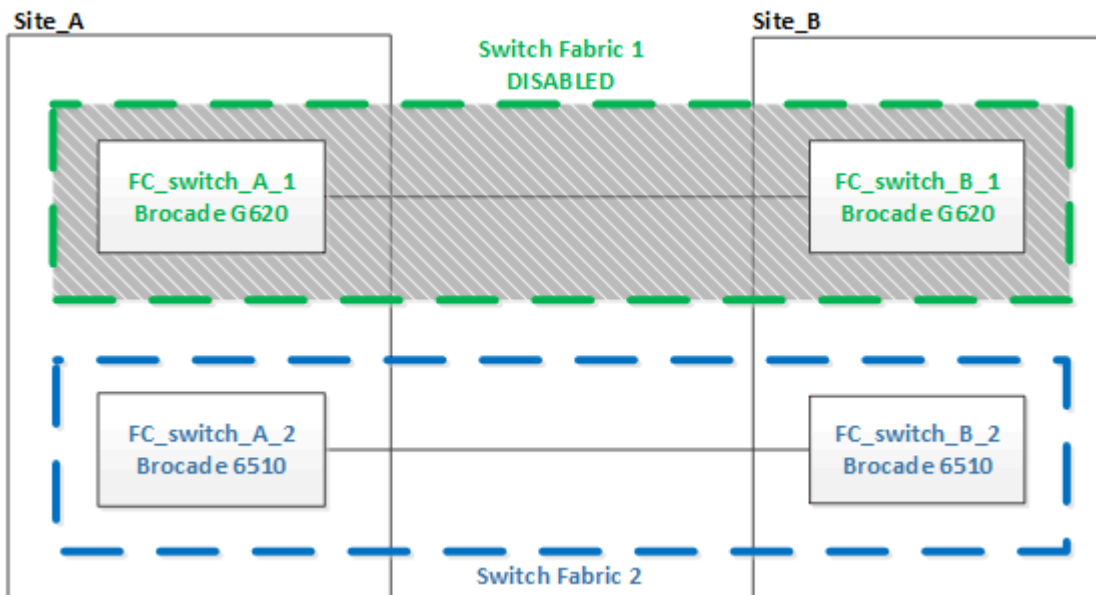 Site_A
Site_B
Switch Fabric 1
DISABLED
FC_switch_A_1
Brocade G620
FC_switch_B_1
Brocade G620
FC_switch_A_2
Brocade 6510
FC_switch_B_2
Brocade 6510
Switch Fabric 2